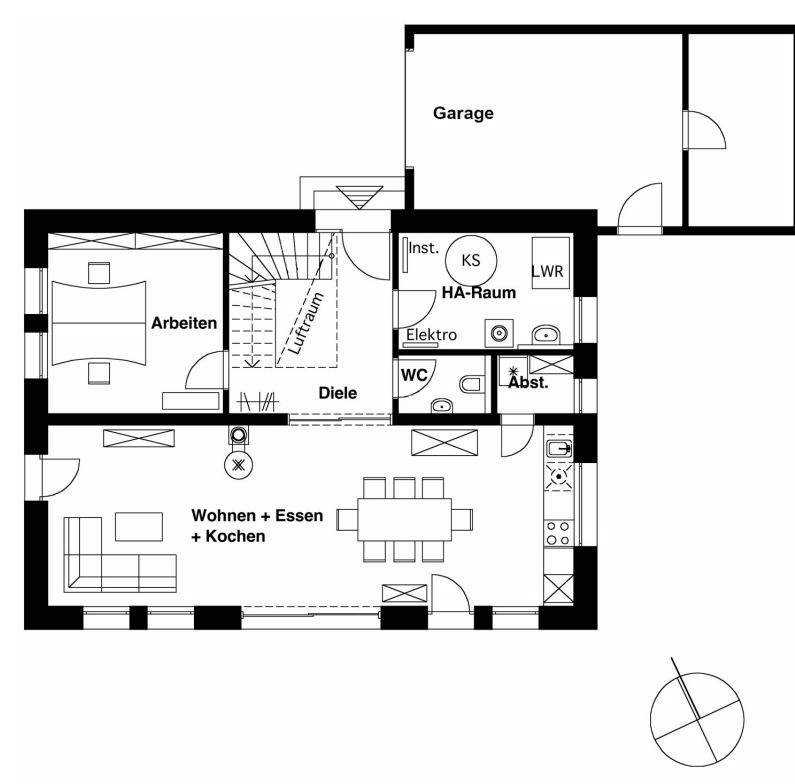 Garage
Inst.
KS
LWR
HA-Raum
Luftraum
Arbeiten
Elektro
WC
Abst.
Diele
Wohnen + Essen
+ Kochen